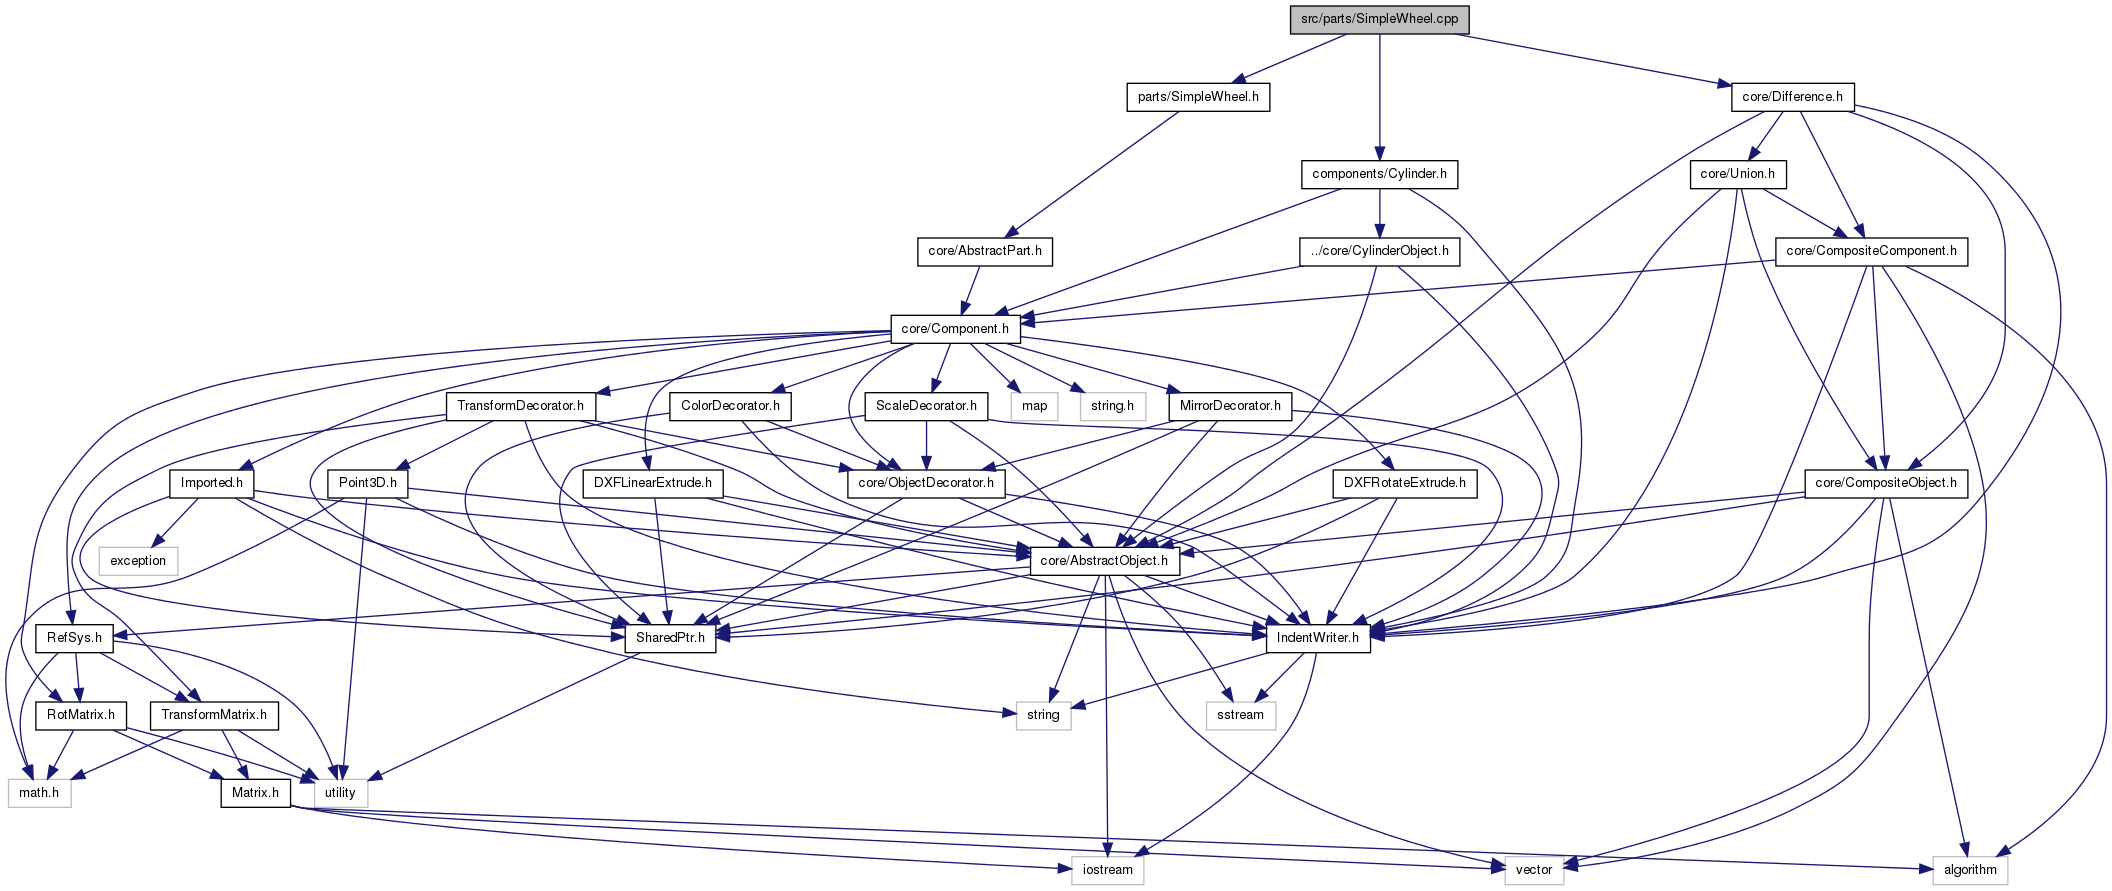 src/parts/SimpleWheel.cpp
parts/SimpleWheel.h
core/Difference.h
components/Cylinder.h
core/Union.h
core/AbstractPart.h
../core/CylinderObject.h
core/CompositeComponent.h
core/Component.h
TransformDecorator.h
ColorDecorator.h
ScaleDecorator.h
map
string.h
MirrorDecorator.h
Imported.h
Point3D.h
DXFLinearExtrude.h
core/ObjectDecorator.h
DXFRotateExtrude.h
core/CompositeObject.h
exception
core/AbstractObject.h
RefSys.h
SharedPtr.h
IndentWriter.h
RotMatrix.h
TransformMatrix.h
string
sstream
math.h
Matrix.h
utility
iostream
vector
algorithm